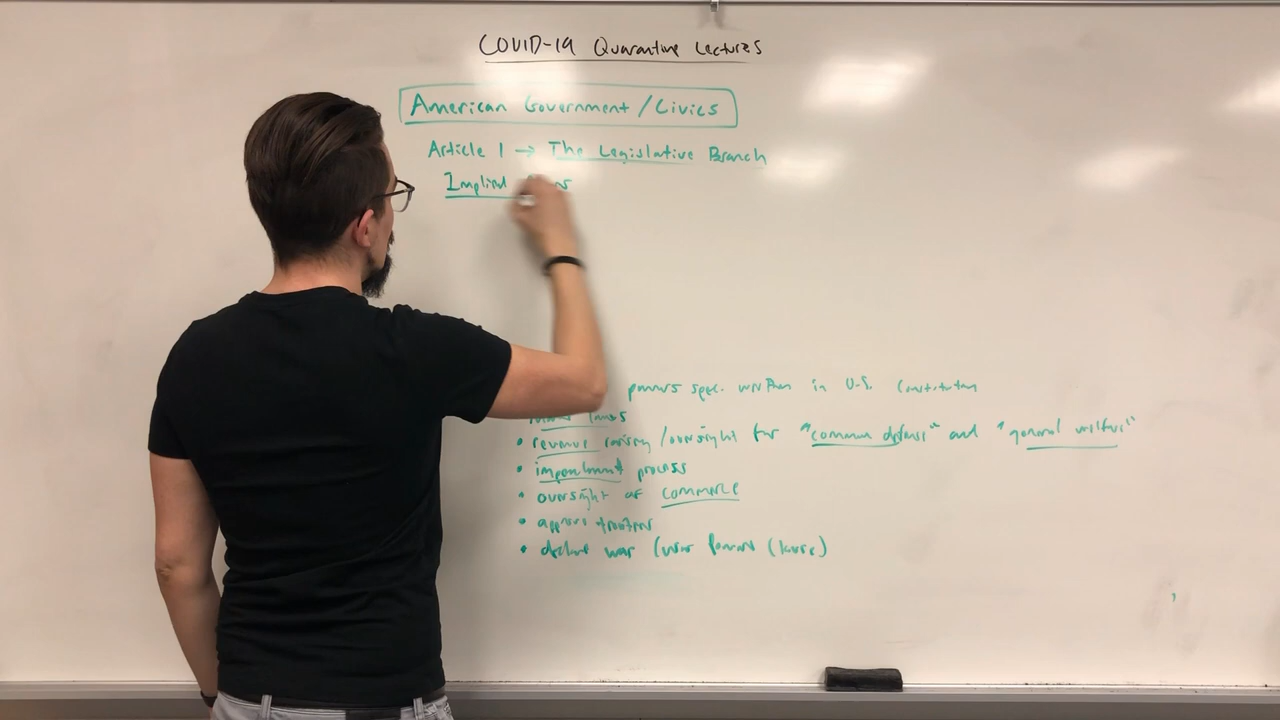 COVID-19 Quarantine Lectures
American Government/Civics
Article 1 → The Legislative Branch
Implied
powers spec. written in U.S. Constitution
laws
• revenue raising/oversight for "common defense" and "general welfare"
• impeachment process
• oversight of commerce
• approve treaties
• declare war (War Powers Clause)